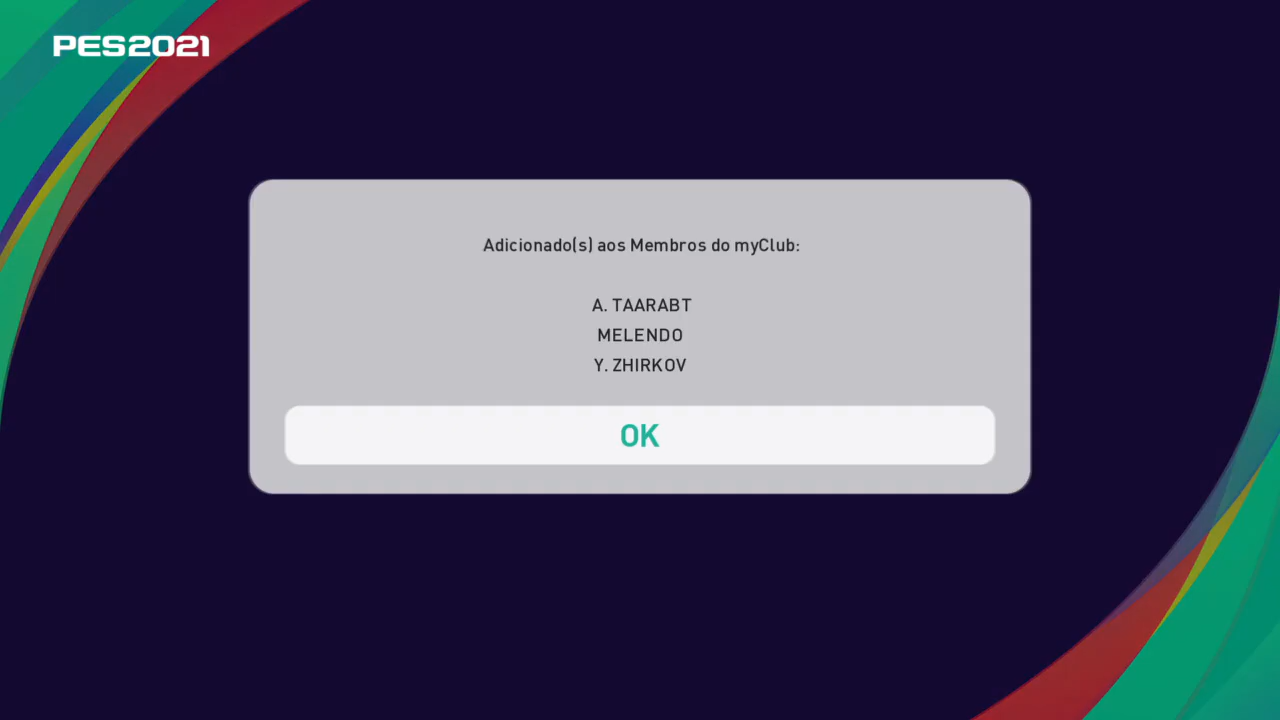 PES2021
Adicionado(s) aos Membros do myClub:
A. TAARABT
MELENDO
Y. ZHIRKOV
OK